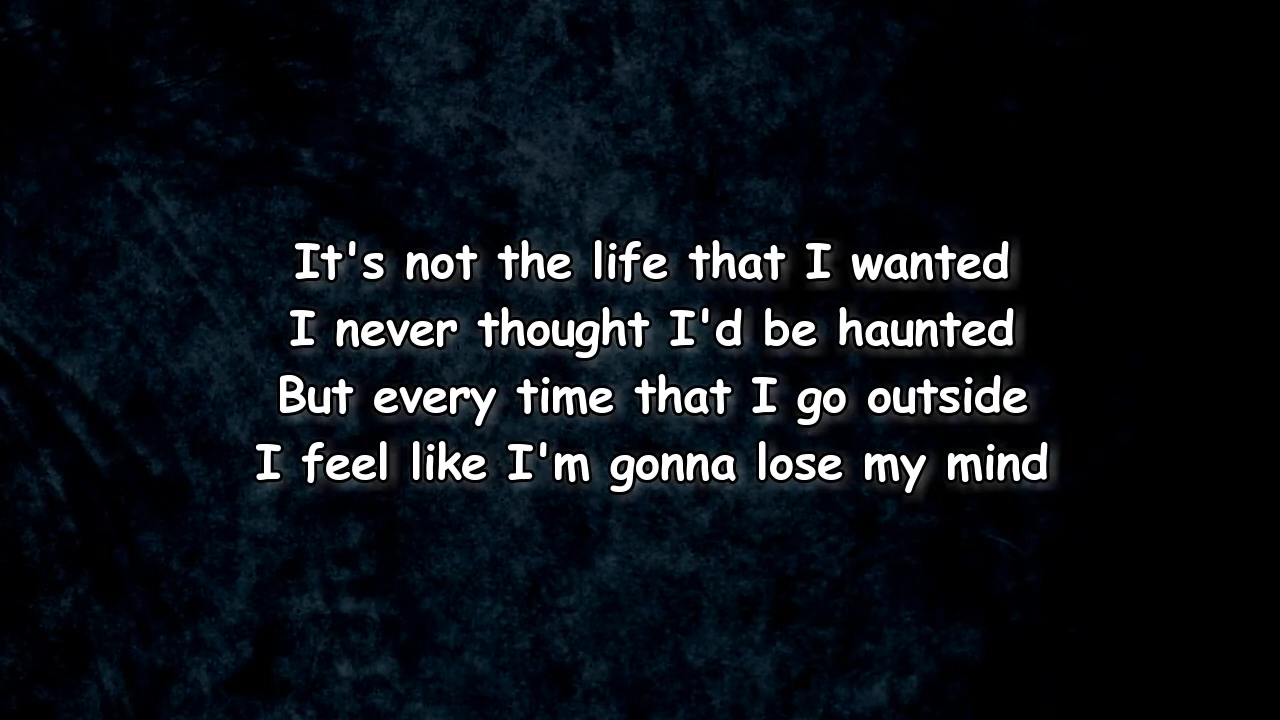 It's not the life that I wanted
I never thought I'd be haunted
But every time that I go outside
I feel like I'm gonna lose my mind